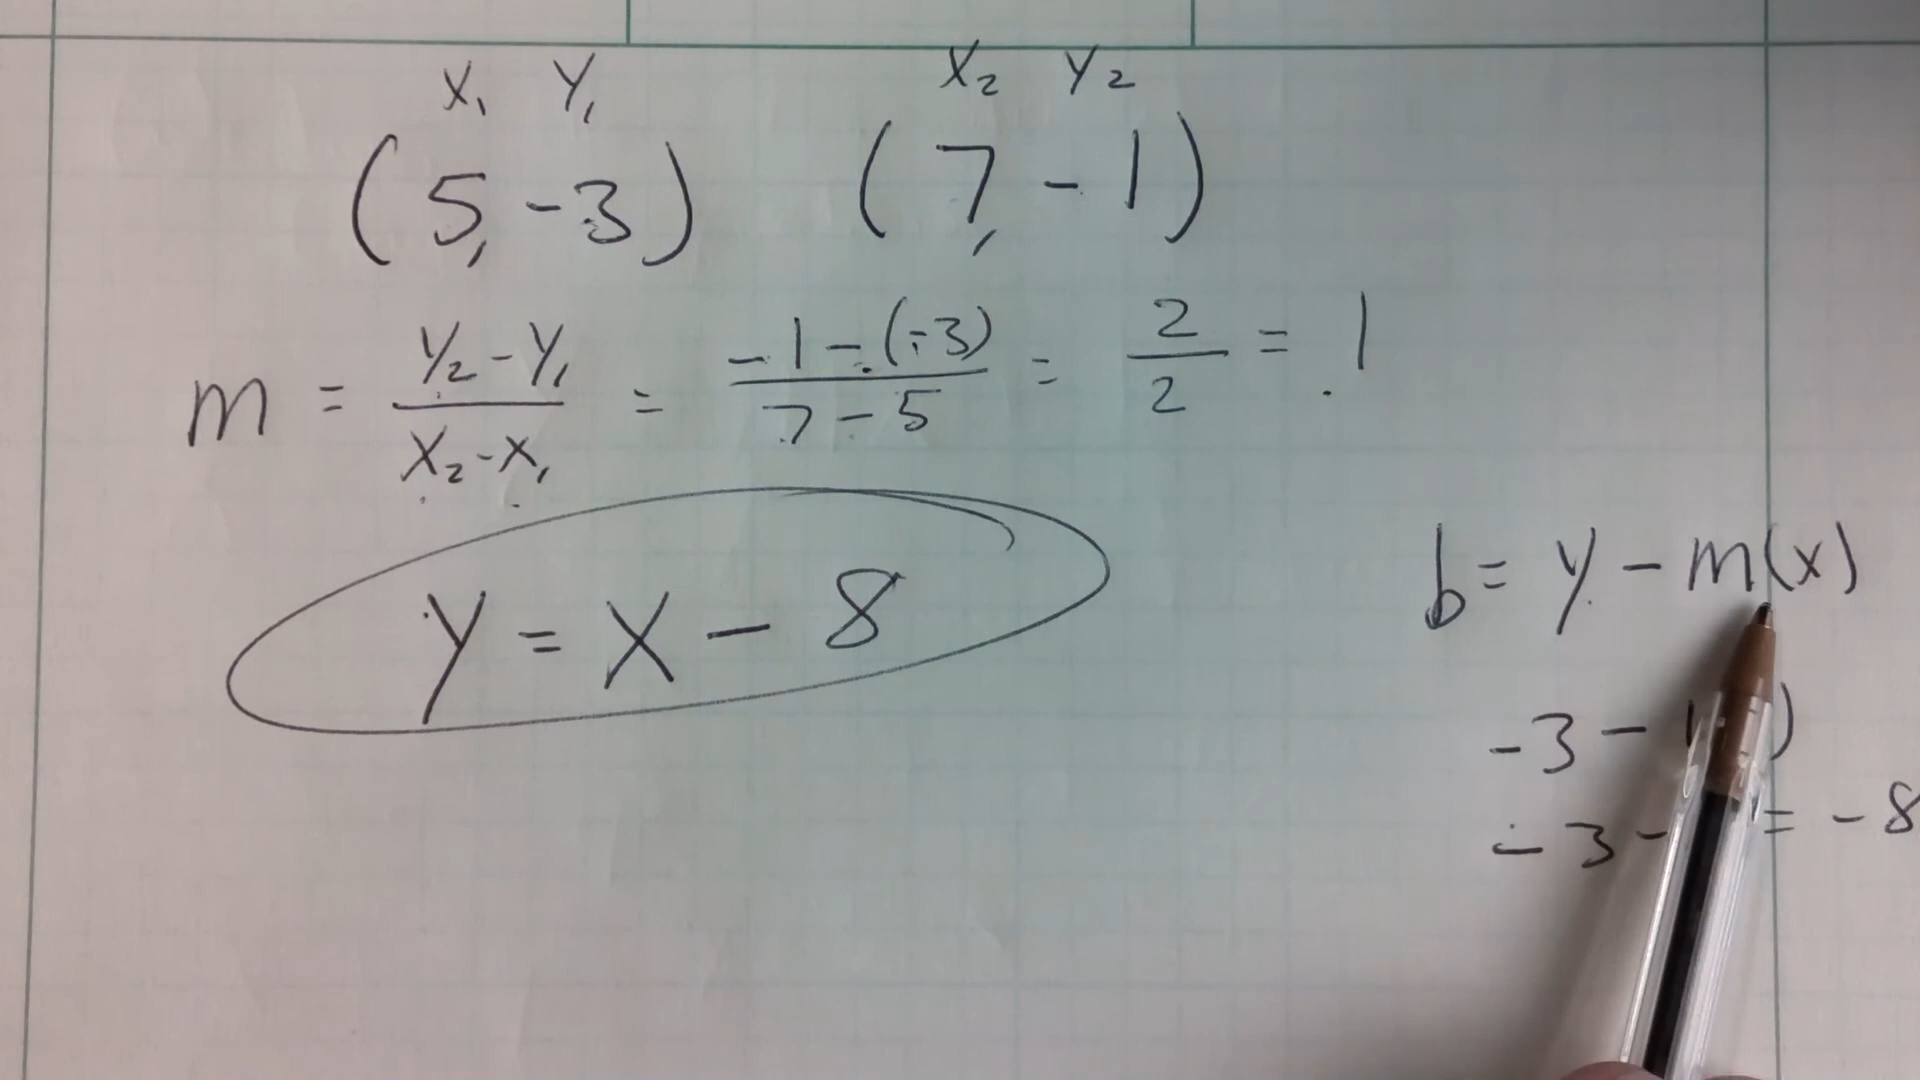 x₁ y₁ x₂ y₂
(5, -3) (7, -1)
m = y₂ - y₁ / x₂ - x₁ = -1 - (-3) / 7 - 5 = 2 / 2 = 1
b = y - m(x)
y = x - 8
-3 - )
-3 - = -8